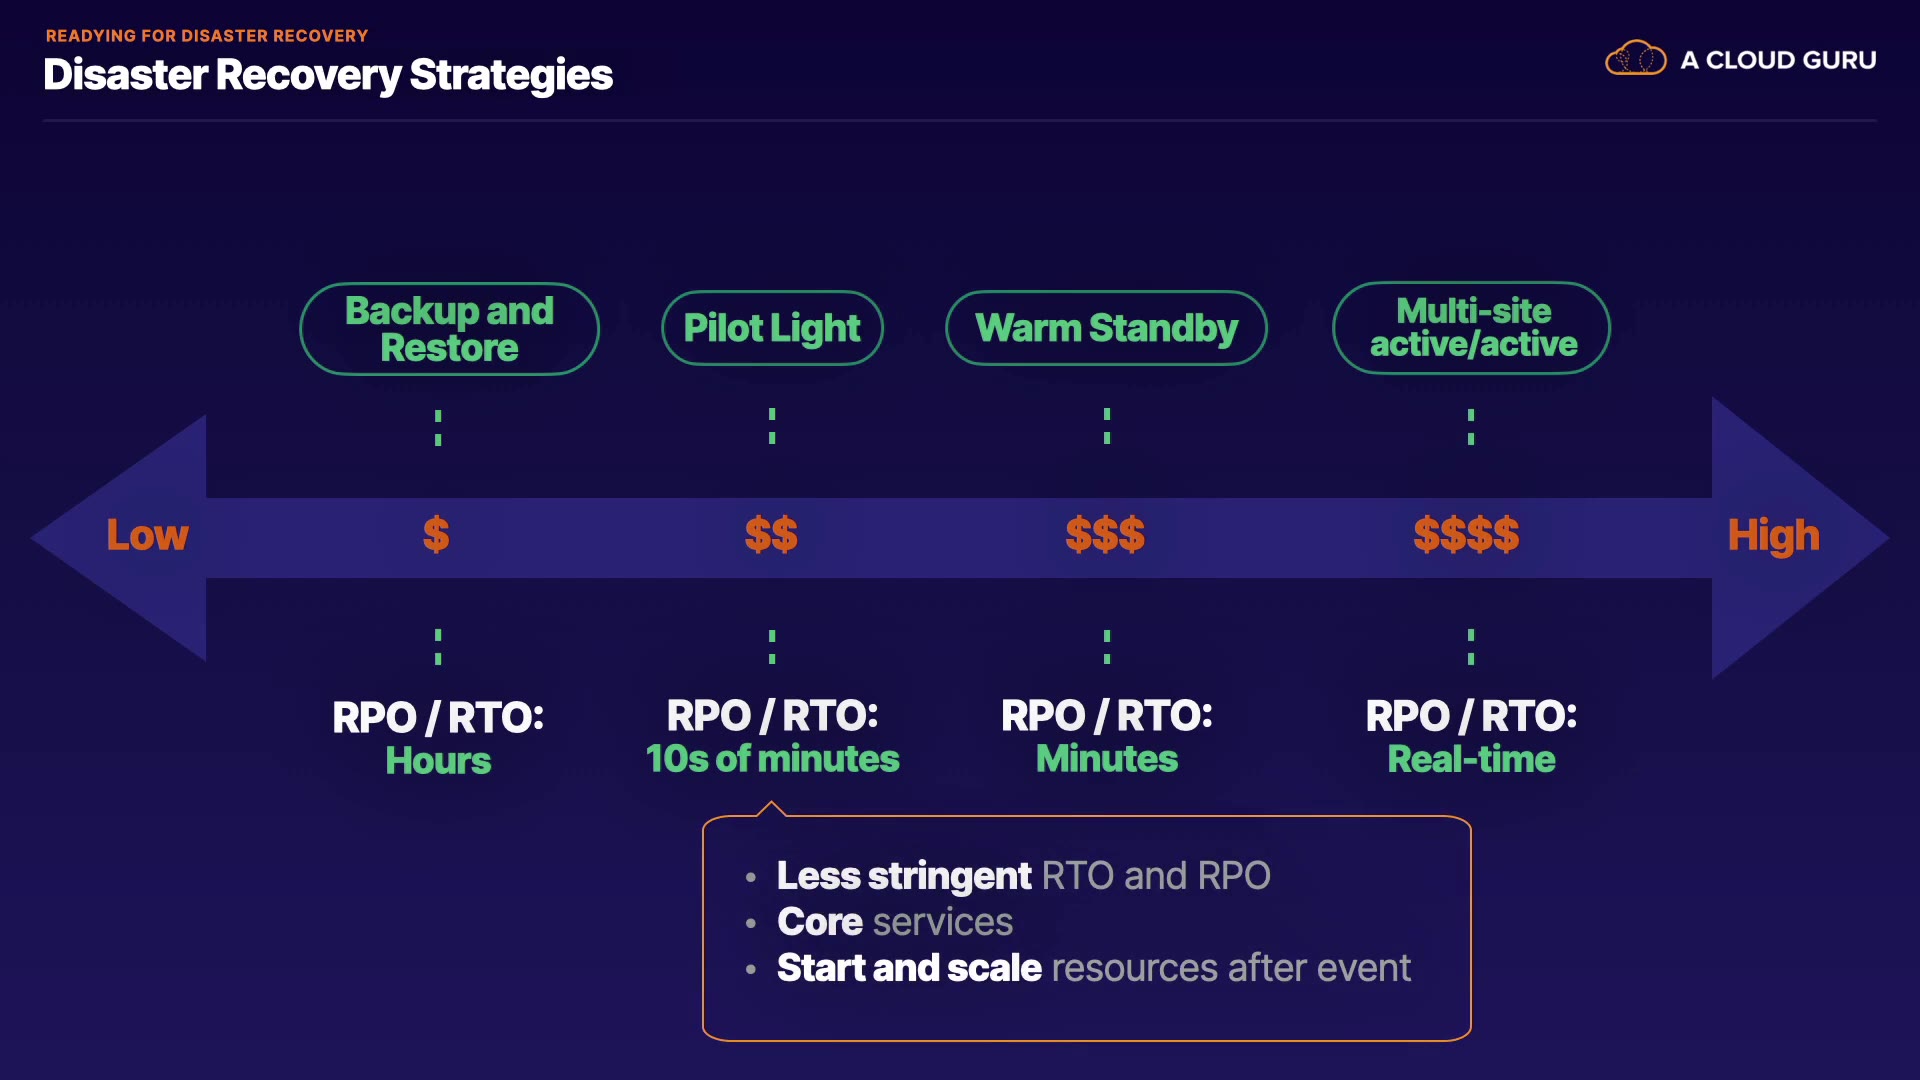 READYING FOR DISASTER RECOVERY
Disaster Recovery Strategies
A CLOUD GURU
Backup and
Restore
Pilot Light
Warm Standby
Multi-site
active/active
Low
$
$$
$$$
$$$$
High
RPO / RTO:
Hours
RPO / RTO:
10s of minutes
RPO / RTO:
Minutes
RPO / RTO:
Real-time
• Less stringent RTO and RPO
• Core services
• Start and scale resources after event